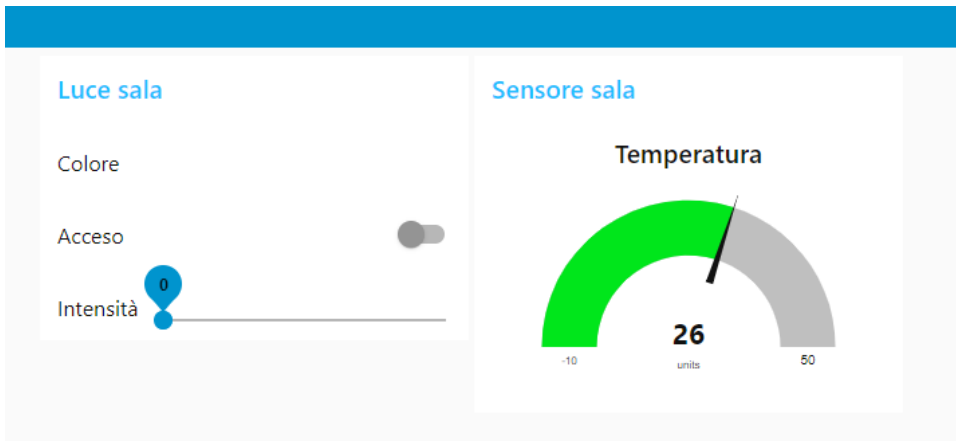 Luce sala
Colore
Acceso
Intensità
0
Sensore sala
Temperatura
26
units
-10
50